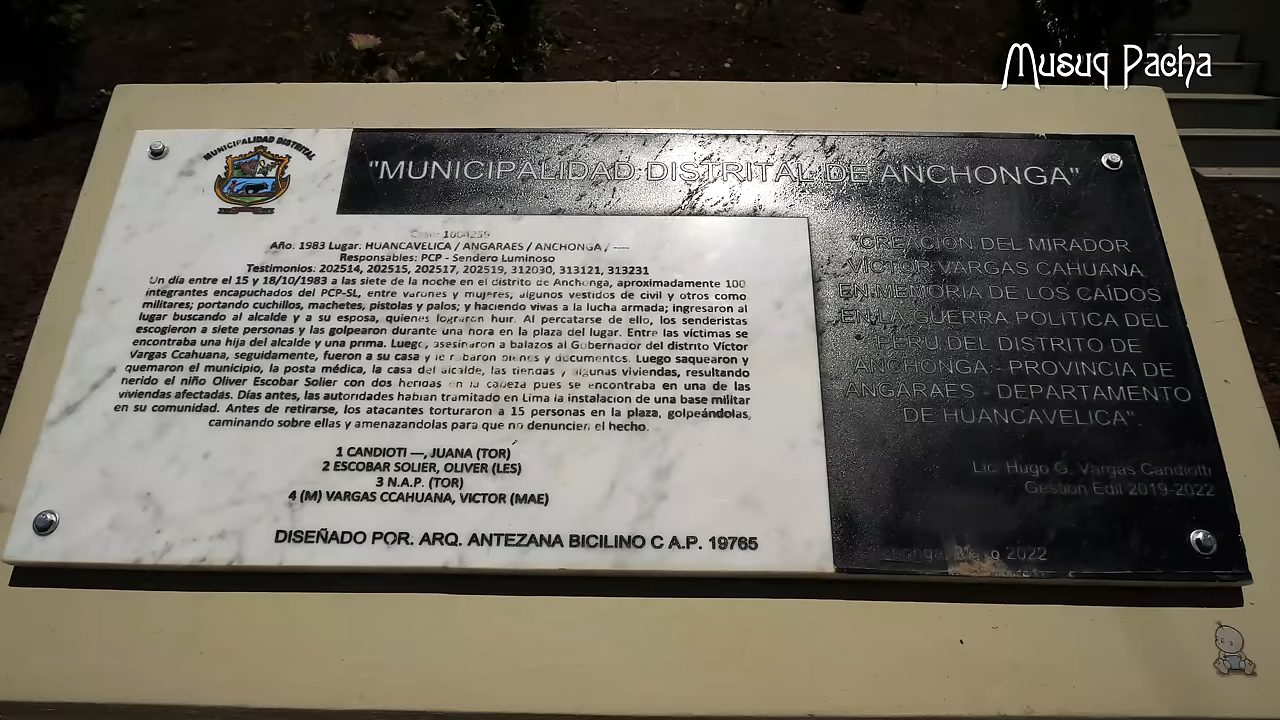 Musuq Pacha
MUNICIPALIDAD DISTRITAL
"MUNICIPALIDAD DISTRITAL DE ANCHONGA"
Caso: 1004259
Año. 1983 Lugar. HUANCAVELICA / ANGARAES / ANCHONGA / ----
Responsables: PCP - Sendero Luminoso
Testimonios: 202514, 202515, 202517, 202519, 312030, 313121, 313231
Un día entre el 15 y 18/10/1983 a las siete de la noche en el distrito de Anchonga, aproximadamente 100
integrantes encapuchados del PCP-SL, entre varones y mujeres, algunos vestidos de civil y otros como
militares; portando cuchillos, machetes, pistolas y palos; y haciendo vivas a la lucha armada; ingresaron al
lugar buscando al alcalde y a su esposa, quienes lograron huir. Al percatarse de ello, los senderistas
escogieron a siete personas y las golpearon durante una hora en la plaza del lugar. Entre las víctimas se
encontraba una hija del alcalde y una prima. Luego, asesinaron a balazos al Gobernador del distrito Víctor
Vargas Ccahuana, seguidamente, fueron a su casa y le robaron bienes y documentos. Luego saquearon y
quemaron el municipio, la posta médica, la casa del alcalde, las tiendas y algunas viviendas, resultando
herido el niño Oliver Escobar Solier con dos heridas en la cabeza pues se encontraba en una de las
viviendas afectadas. Días antes, las autoridades habían tramitado en Lima la instalacion de una base militar
en su comunidad. Antes de retirarse, los atacantes torturaron a 15 personas en la plaza, golpeándolas,
caminando sobre ellas y amenazandolas para que no denuncien el hecho.
1 CANDIOTI ---, JUANA (TOR)
2 ESCOBAR SOLIER, OLIVER (LES)
3 N.A.P. (TOR)
4 (M) VARGAS CCAHUANA, VICTOR (MAE)
DISEÑADO POR. ARQ. ANTEZANA BICILINO C A.P. 19765
"CREACION DEL MIRADOR
VÍCTOR VARGAS CAHUANA
EN MEMORIA DE LOS CAÍDOS
EN LA GUERRA POLÍTICA DEL
PERÚ DEL DISTRITO DE
ANCHONGA - PROVINCIA DE
ANGARAES - DEPARTAMENTO
DE HUANCAVELICA".
Lic. Hugo G. Vargas Candiotti
Gestión Edil 2019-2022
Anchonga, Mayo 2022